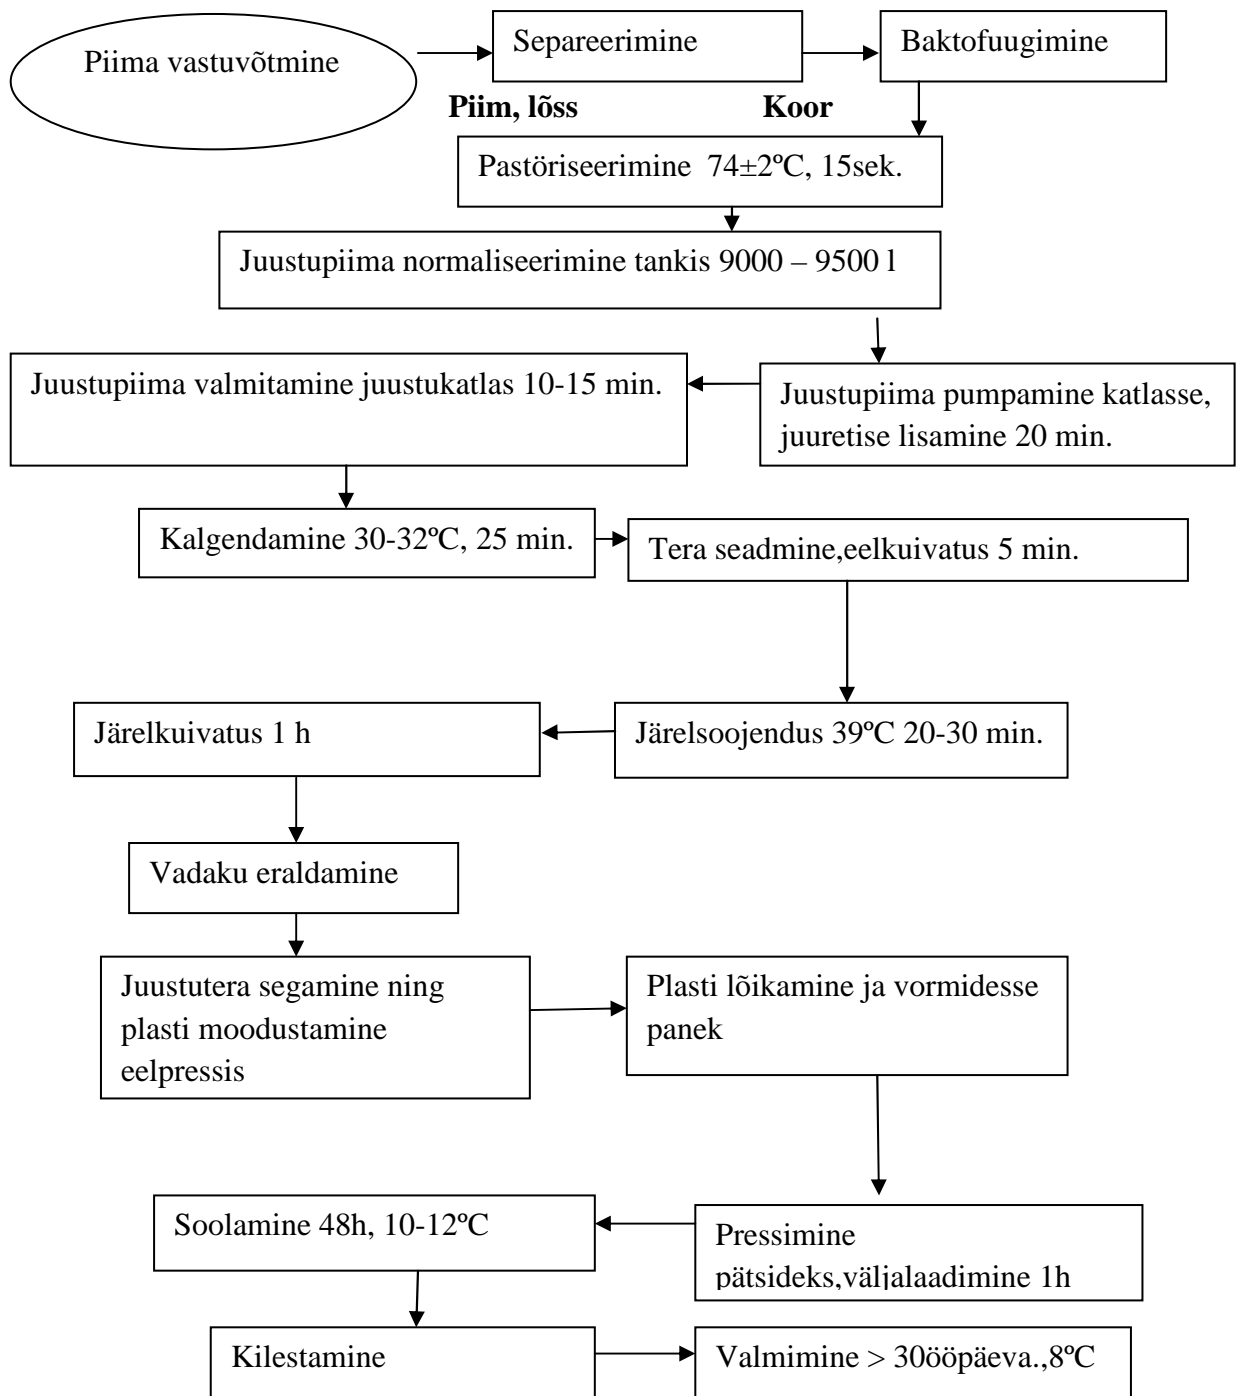 Piima vastuvõtmine
Separeerimine
Baktofuugimine
Piim, lõss
Koor
Pastöriseerimine 74±2ºC, 15sek.
Juustupiima normaliseerimine tankis 9000 – 9500 l
Juustupiima pumpamine katlasse,
juuretise lisamine 20 min.
Juustupiima valmitamine juustukatlas 10-15 min.
Kalgendamine 30-32ºC, 25 min.
Tera seadmine,eelkuivatus 5 min.
Järelsoojendus 39ºC 20-30 min.
Järelkuivatus 1 h
Vadaku eraldamine
Juustutera segamine ning
plasti moodustamine
eelpressis
Plasti lõikamine ja vormidesse
panek
Pressimine
pätsideks,väljalaadimine 1h
Soolamine 48h, 10-12ºC
Kilestamine
Valmimine > 30ööpäeva.,8ºC